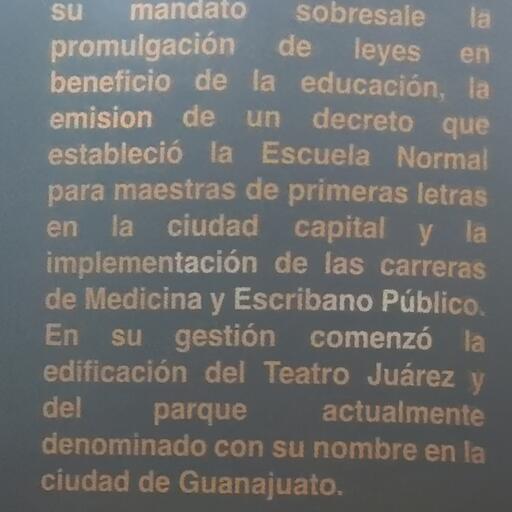 su mandato sobresale la
promulgación de leyes en
beneficio de la educación, la
emision de un decreto que
estableció la Escuela Normal
para maestras de primeras letras
en la ciudad capital y la
implementación de las carreras
de Medicina y Escribano Público.
En su gestión comenzó la
edificación del Teatro Juárez y
del parque actualmente
denominado con su nombre en la
ciudad de Guanajuato.